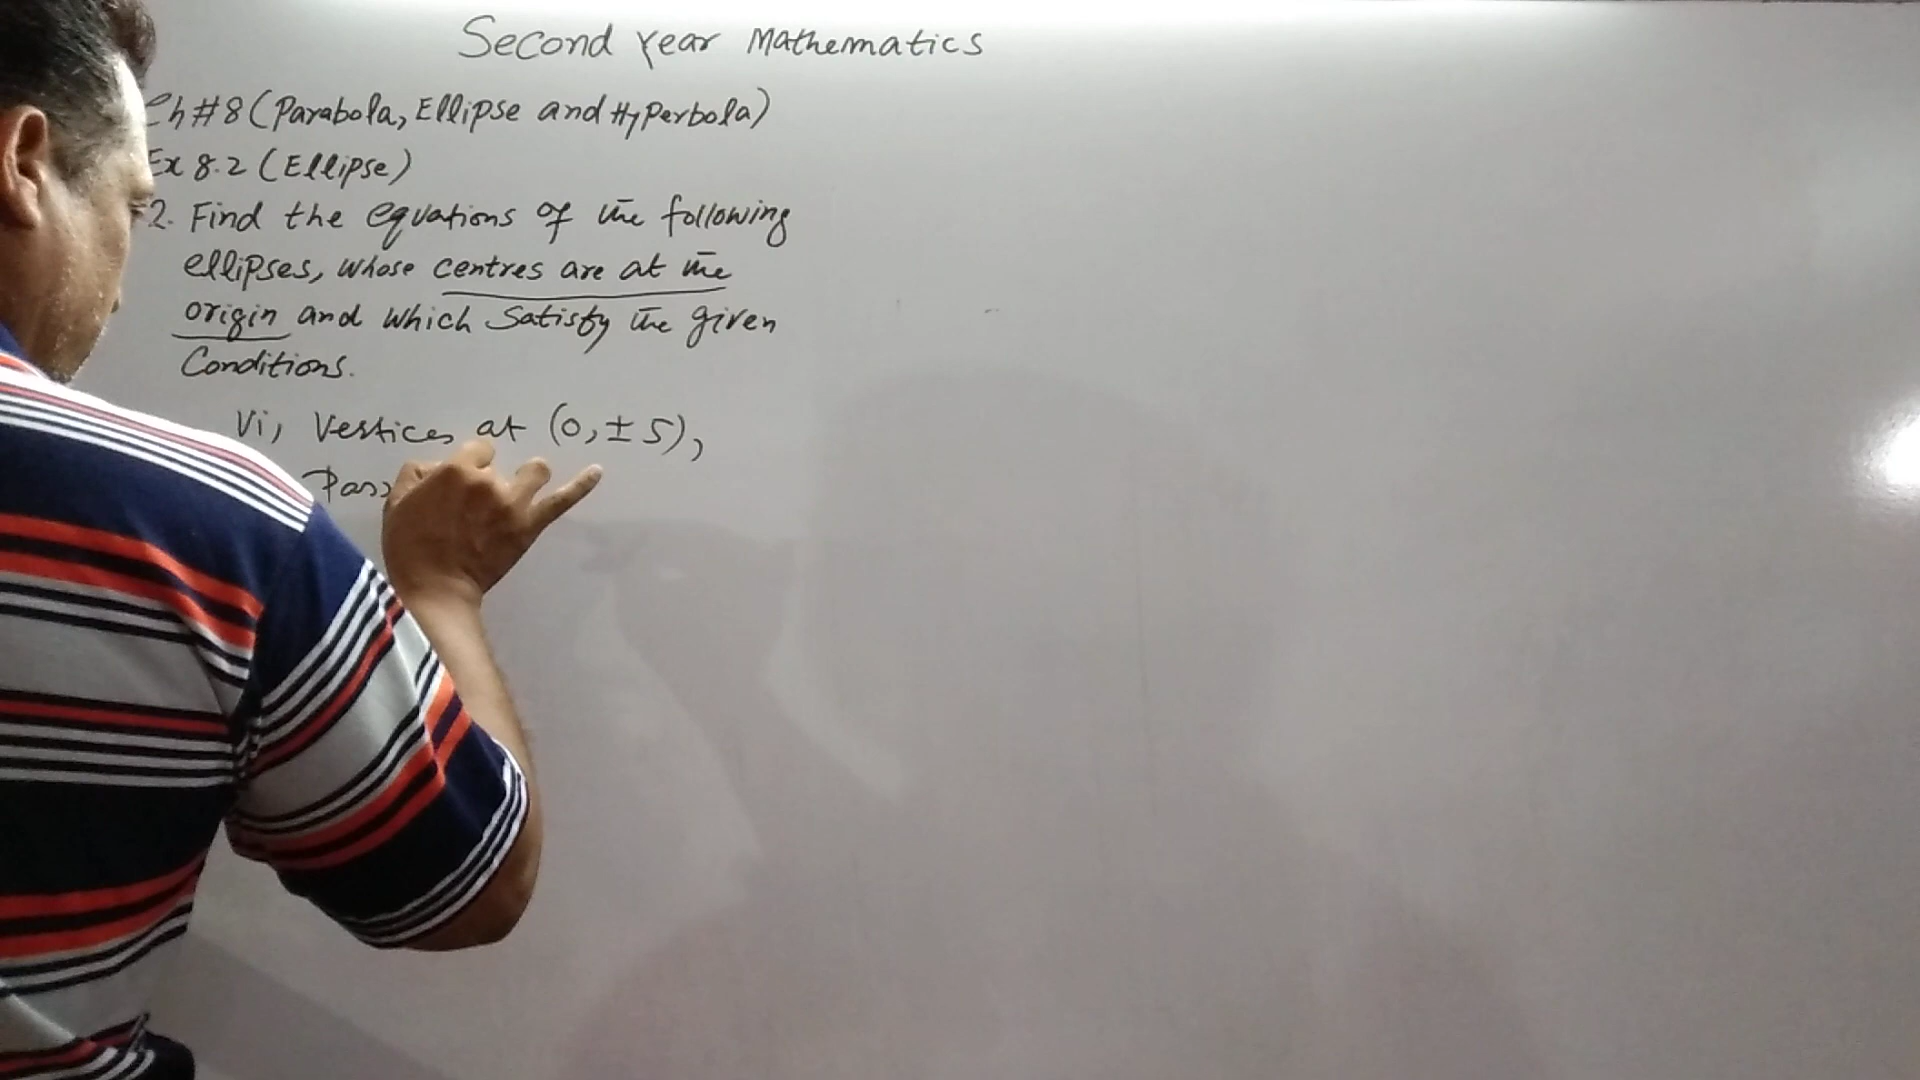 Second Year Mathematics
Ch # 8 (Parabola, Ellipse and Hyperbola)
Ex 8.2 (Ellipse)
2. Find the equations of the following
ellipses, whose centres are at the
origin and which satisfy the given
Conditions.
Vi, Vertices at (0, ± 5),
Pass